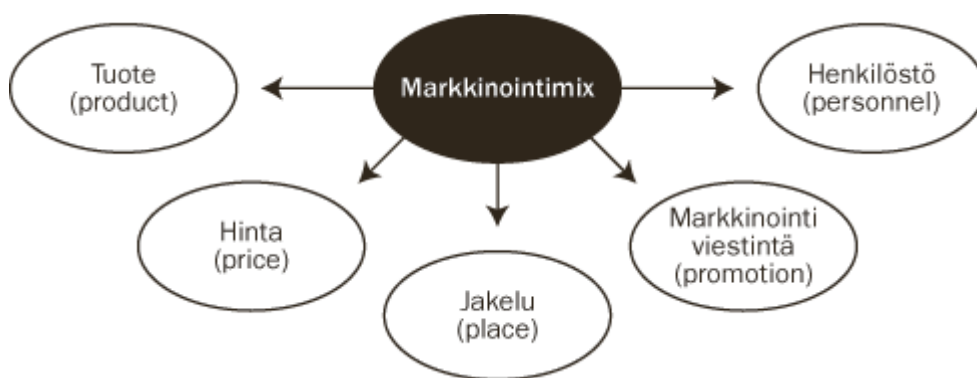 Markkinointimix
Tuote
(product)
Hinta
(price)
Jakelu
(place)
Markkinointi
viestintä
(promotion)
Henkilöstö
(personnel)